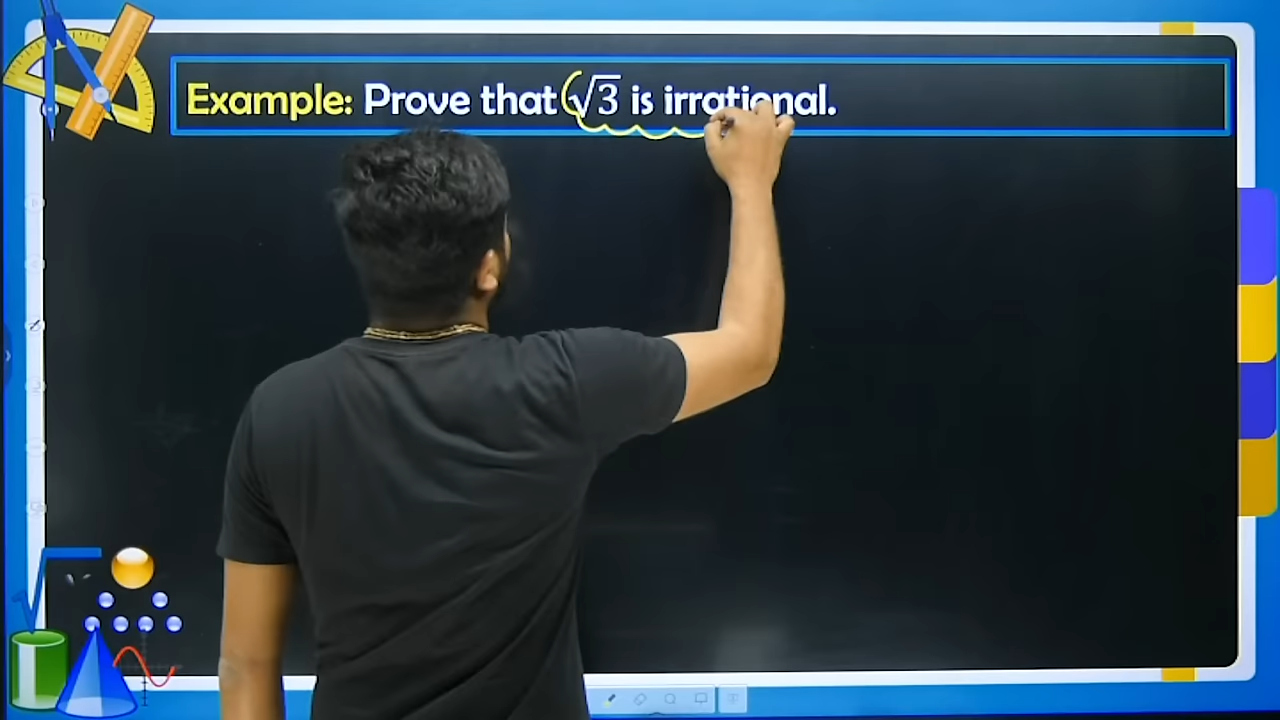 Example: Prove that √3 is irrational.